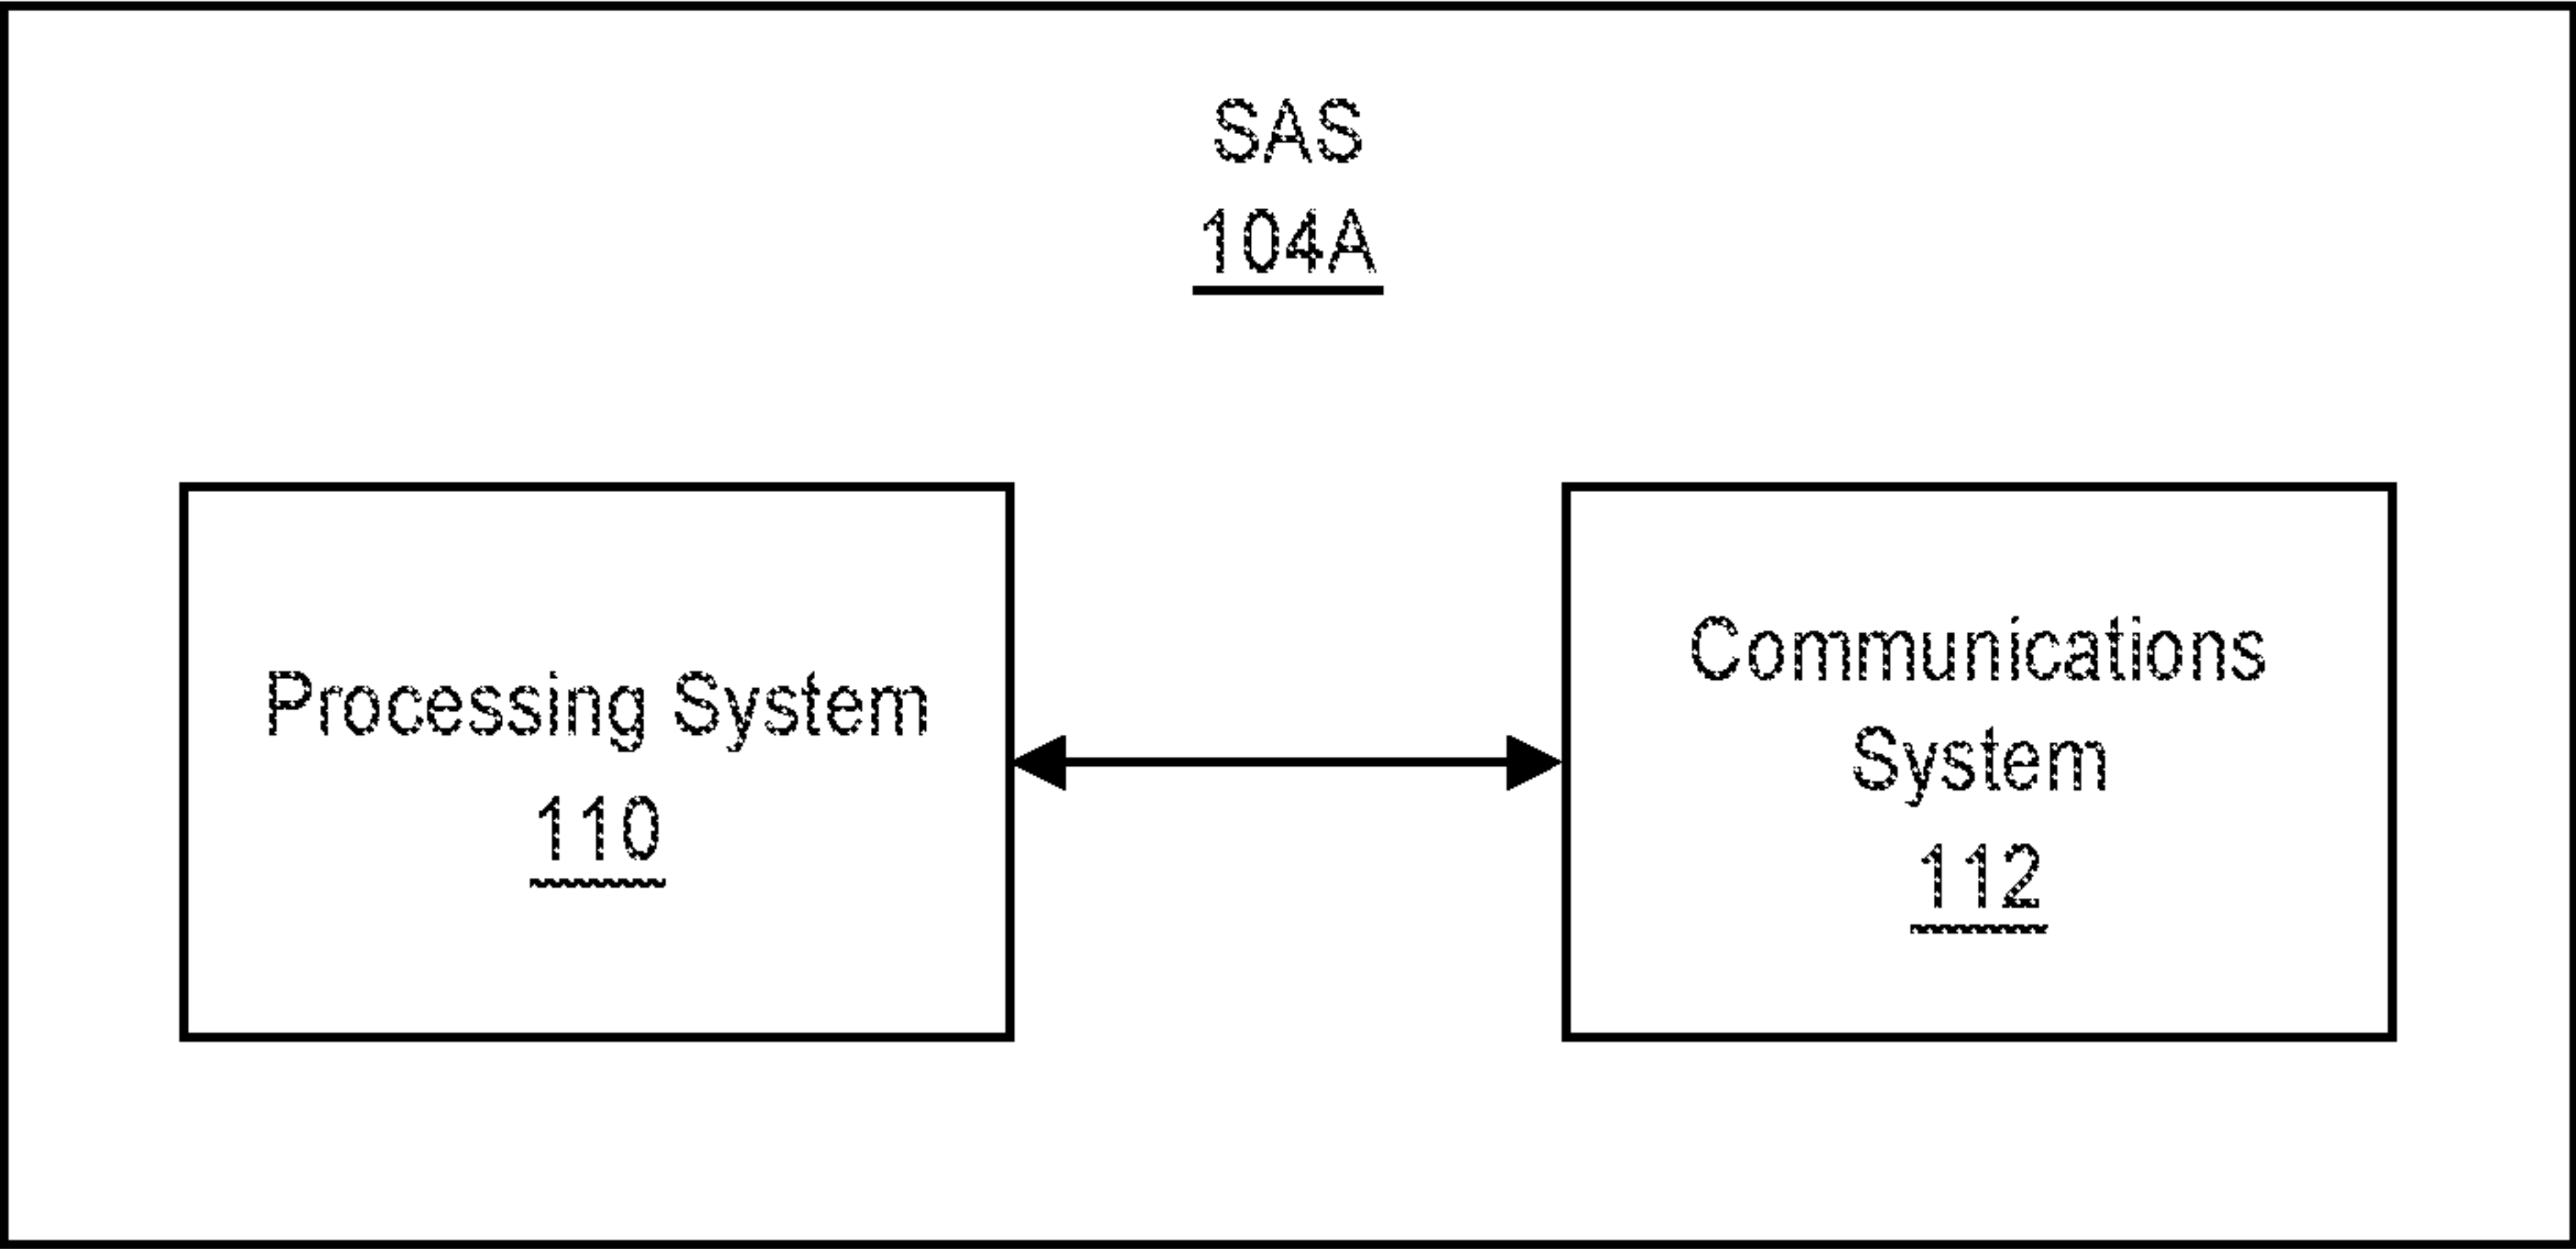 SAS
104A
Processing System
110
Communications
System
112